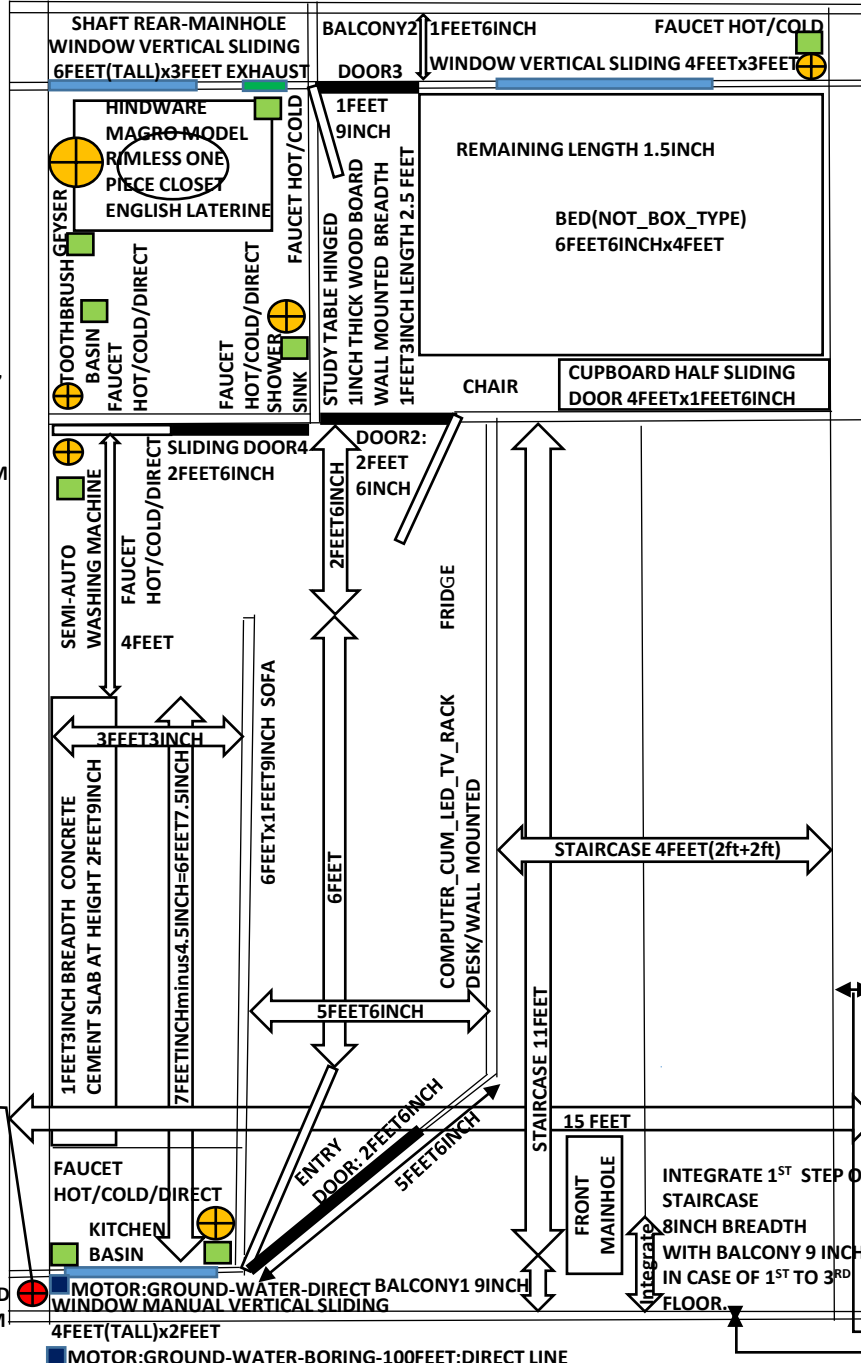 SHAFT REAR-MAINHOLE
WINDOW VERTICAL SLIDING
6FEET(TALL)x3FEET EXHAUST
BALCONY2 1FEET6INCH
FAUCET HOT/COLD
DOOR3
WINDOW VERTICAL SLIDING 4FEETx3FEET
1FEET
9INCH
HINDWARE
MAGRO MODEL
RIMLESS ONE
PIECE CLOSET
ENGLISH LATERINE
FAUCET HOT/COLD
REMAINING LENGTH 1.5INCH
BED(NOT_BOX_TYPE)
6FEET6INCHx4FEET
GEYSER
TOOTHBRUSH
BASIN
FAUCET
HOT/COLD/DIRECT
FAUCET
HOT/COLD/DIRECT
SHOWER
SINK
STUDY TABLE HINGED
1INCH THICK WOOD BOARD
WALL MOUNTED BREADTH
1FEET3INCH LENGTH 2.5 FEET
CHAIR
CUPBOARD HALF SLIDING
DOOR 4FEETx1FEET6INCH
SLIDING DOOR4
2FEET6INCH
DOOR2:
2FEET
6INCH
M
SEMI-AUTO
WASHING MACHINE
FAUCET
HOT/COLD/DIRECT
2FEET6INCH
FRIDGE
4FEET
3FEET3INCH
6FEETx1FEET9INCH SOFA
1FEET3INCH BREADTH CONCRETE
CEMENT SLAB AT HEIGHT 2FEET9INCH
7FEETINCHminus4.5INCH=6FEET7.5INCH
6FEET
COMPUTER_CUM_LED_TV_RACK
DESK/WALL MOUNTED
STAIRCASE 4FEET(2ft+2ft)
5FEET6INCH
STAIRCASE 11FEET
15 FEET
ENTRY
DOOR: 2FEET6INCH
5FEET6INCH
FAUCET
HOT/COLD/DIRECT
KITCHEN
BASIN
FRONT
MAINHOLE
Integrate
INTEGRATE 1ST STEP O
STAIRCASE
8INCH BREADTH
WITH BALCONY 9 INCH
IN CASE OF 1ST TO 3RD
FLOOR.
D
M
MOTOR:GROUND-WATER-DIRECT
BALCONY1 9INCH
WINDOW MANUAL VERTICAL SLIDING
4FEET(TALL)x2FEET
MOTOR:GROUND-WATER-BORING-100FEET:DIRECT LINE